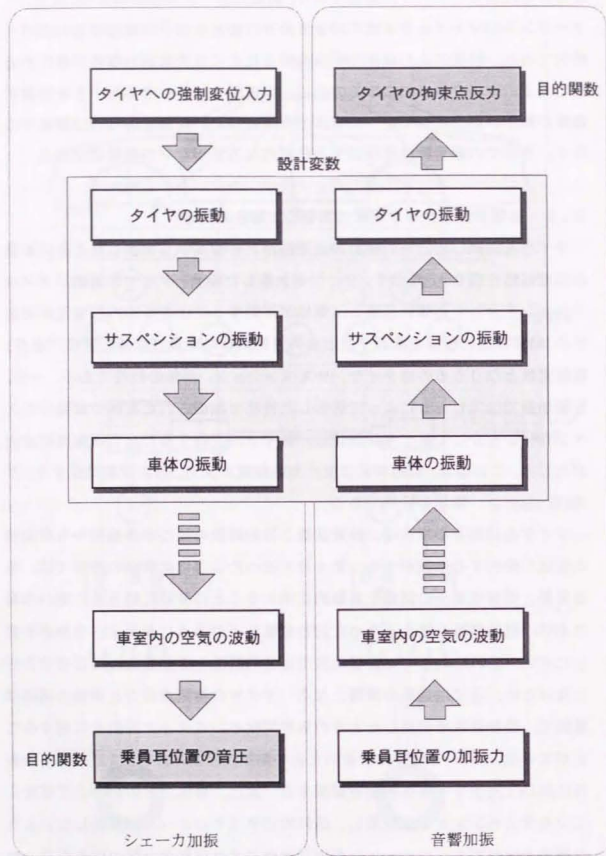 タイヤへの強制変位入力
タイヤの拘束点反力
目的関数
設計変数
タイヤの振動
タイヤの振動
サスペンションの振動
サスペンションの振動
車体の振動
車体の振動
車室内の空気の波動
車室内の空気の波動
目的関数
乗員耳位置の音圧
乗員耳位置の加振力
シェーカ加振
音響加振